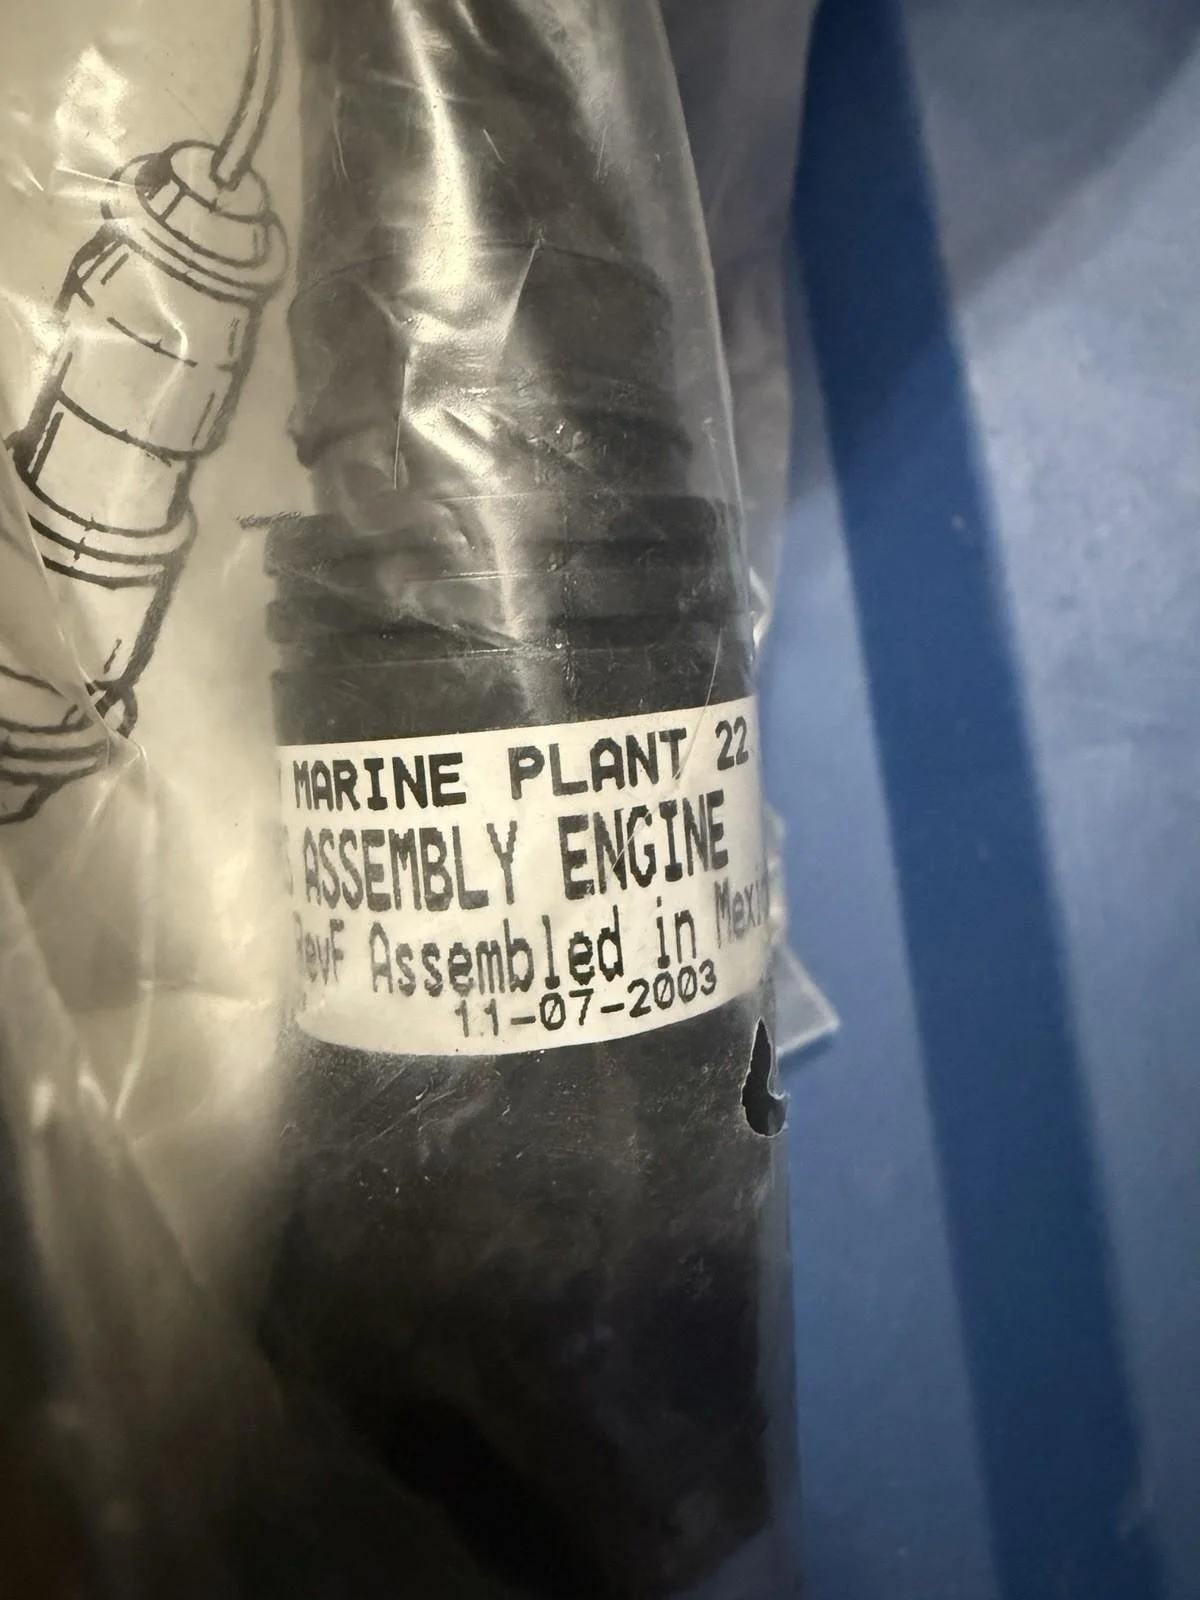 MARINE PLANT 22
ASSEMBLY ENGINE
RevF Assembled in
11-07-2003